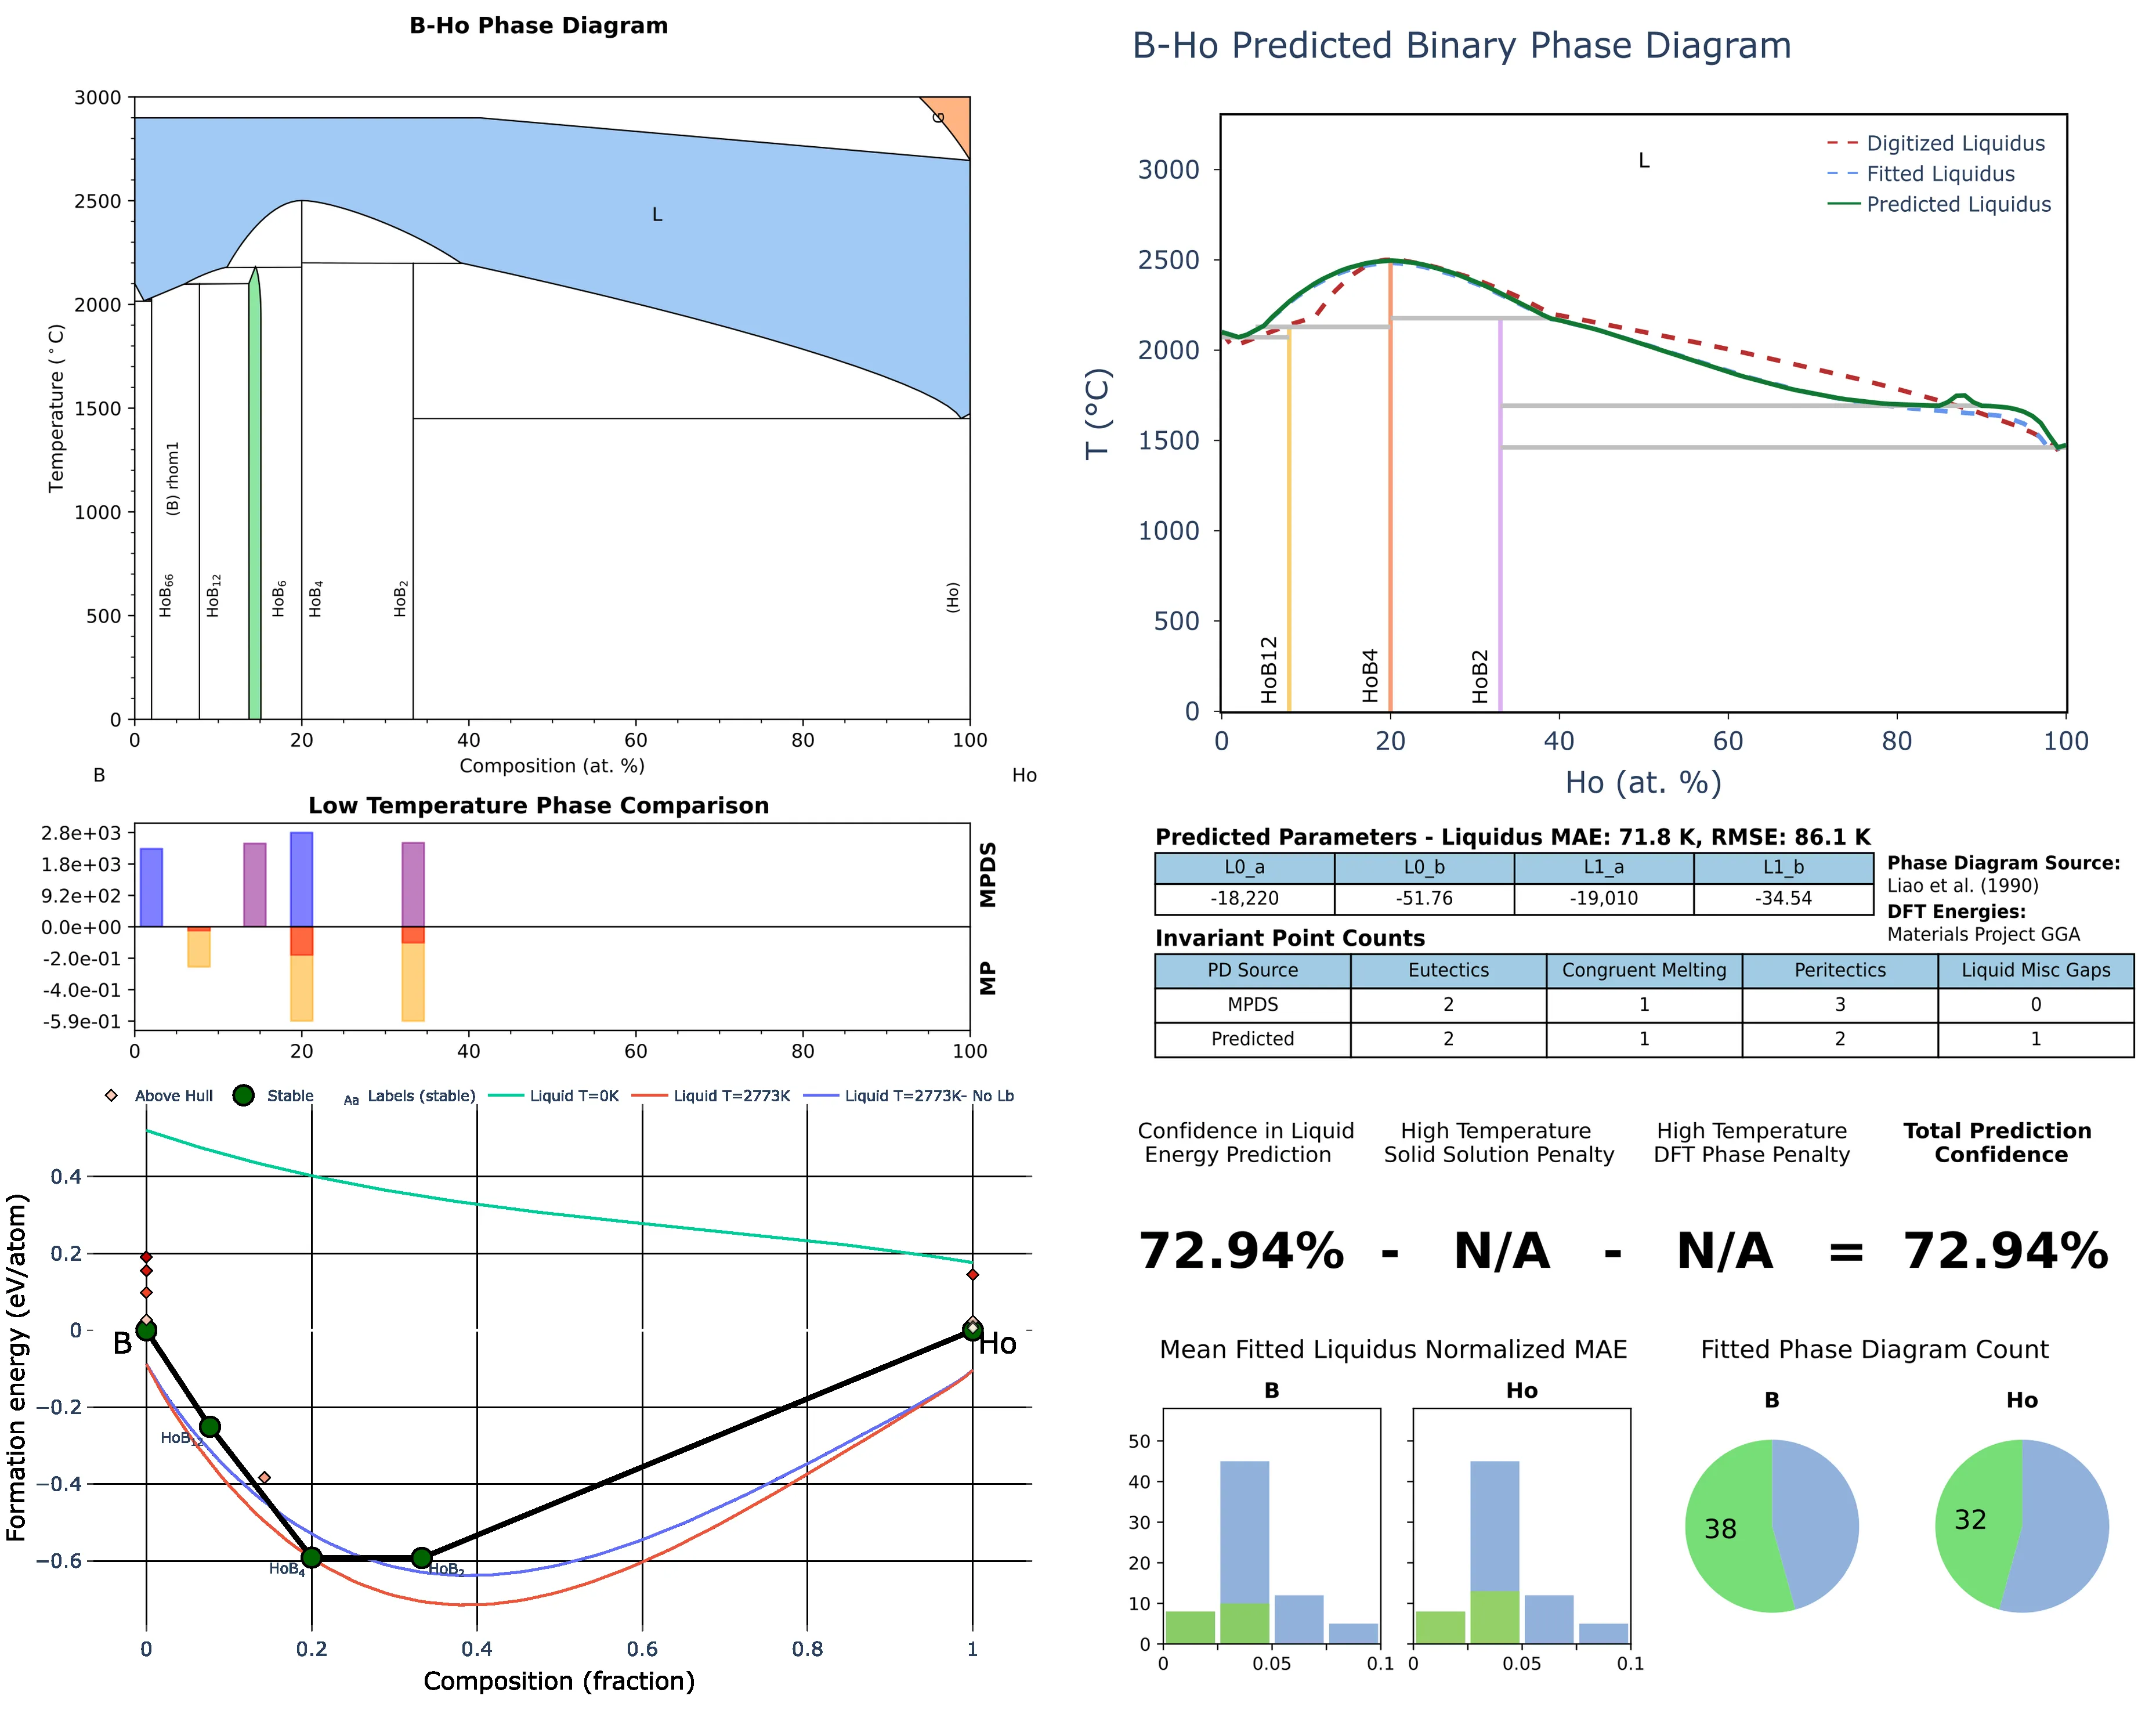 B-Ho Phase Diagram
3000
2500
2000
1500
1000
500
0
Temperature (°C)
G
L
(B) rhom1
HoB66
HoB12
HoB6
HoB4
HoB2
(Ho)
0 20 40 60 80 100
Composition (at. %)
B Ho
Low Temperature Phase Comparison
2.8e+03
1.8e+03
9.2e+02
0.0e+00
-2.0e-01
-4.0e-01
-5.9e-01
MPDS
MP
0 20 40 60 80 100
Above Hull Stable Aa Labels (stable) Liquid T=0K Liquid T=2773K Liquid T=2773K- No Lb
Formation energy (eV/atom)
0.4
0.2
0
−0.2
−0.4
−0.6
B
Ho
HoB12
HoB4
HoB2
0 0.2 0.4 0.6 0.8 1
Composition (fraction)
B-Ho Predicted Binary Phase Diagram
L
Digitized Liquidus
Fitted Liquidus
Predicted Liquidus
T (°C)
3000
2500
2000
1500
1000
500
0
HoB12
HoB4
HoB2
0 20 40 60 80 100
Ho (at. %)
Predicted Parameters - Liquidus MAE: 71.8 K, RMSE: 86.1 K
L0_a L0_b L1_a L1_b
-18,220 -51.76 -19,010 -34.54
Phase Diagram Source:
Liao et al. (1990)
DFT Energies:
Materials Project GGA
Invariant Point Counts
PD Source Eutectics Congruent Melting Peritectics Liquid Misc Gaps
MPDS 2 1 3 0
Predicted 2 1 2 1
Confidence in Liquid
Energy Prediction
High Temperature
Solid Solution Penalty
High Temperature
DFT Phase Penalty
Total Prediction
Confidence
72.94% - N/A - N/A = 72.94%
Mean Fitted Liquidus Normalized MAE
B Ho
50
40
30
20
10
0
0 0.05 0.1
0 0.05 0.1
Fitted Phase Diagram Count
B Ho
38 32